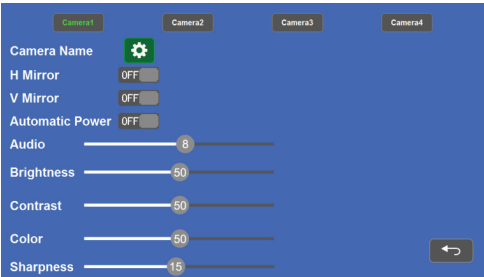 Camera1 Camera2 Camera3 Camera4
Camera Name
H Mirror OFF
V Mirror OFF
Automatic Power OFF
Audio 8
Brightness 50
Contrast 50
Color 50
Sharpness 15